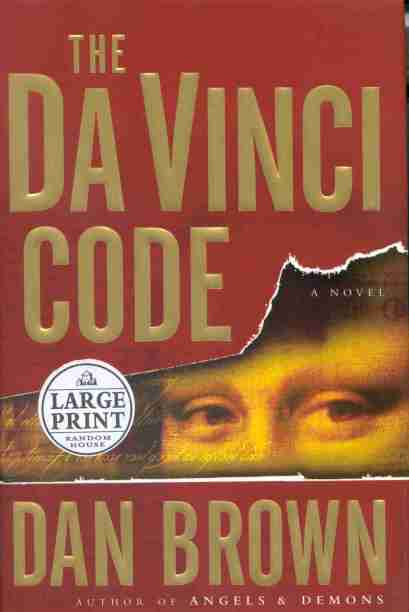 THE
DA VINCI
CODE
A NOVEL
LARGE
PRINT
RANDOM
HOUSE
DAN BROWN
AUTHOR OF ANGELS & DEMONS